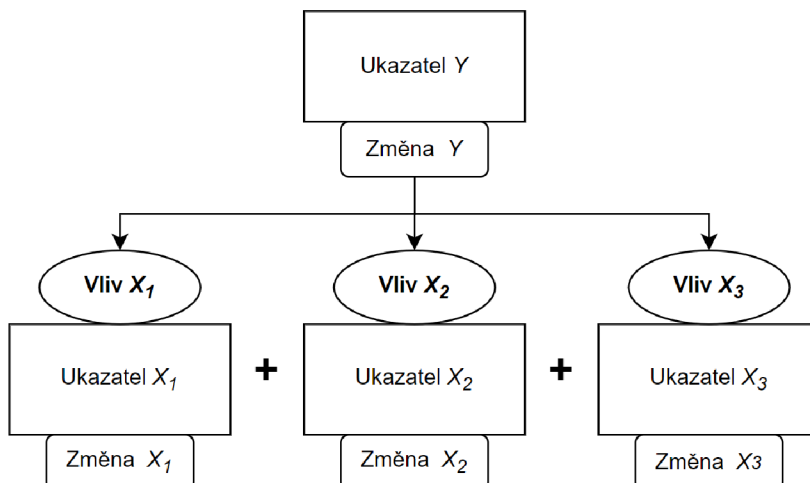 Ukazatel Y
Změna Y
Vliv X1
Vliv X2
Vliv X3
Ukazatel X1
+
Ukazatel X2
+
Ukazatel X3
Změna X1
Změna X2
Změna X3